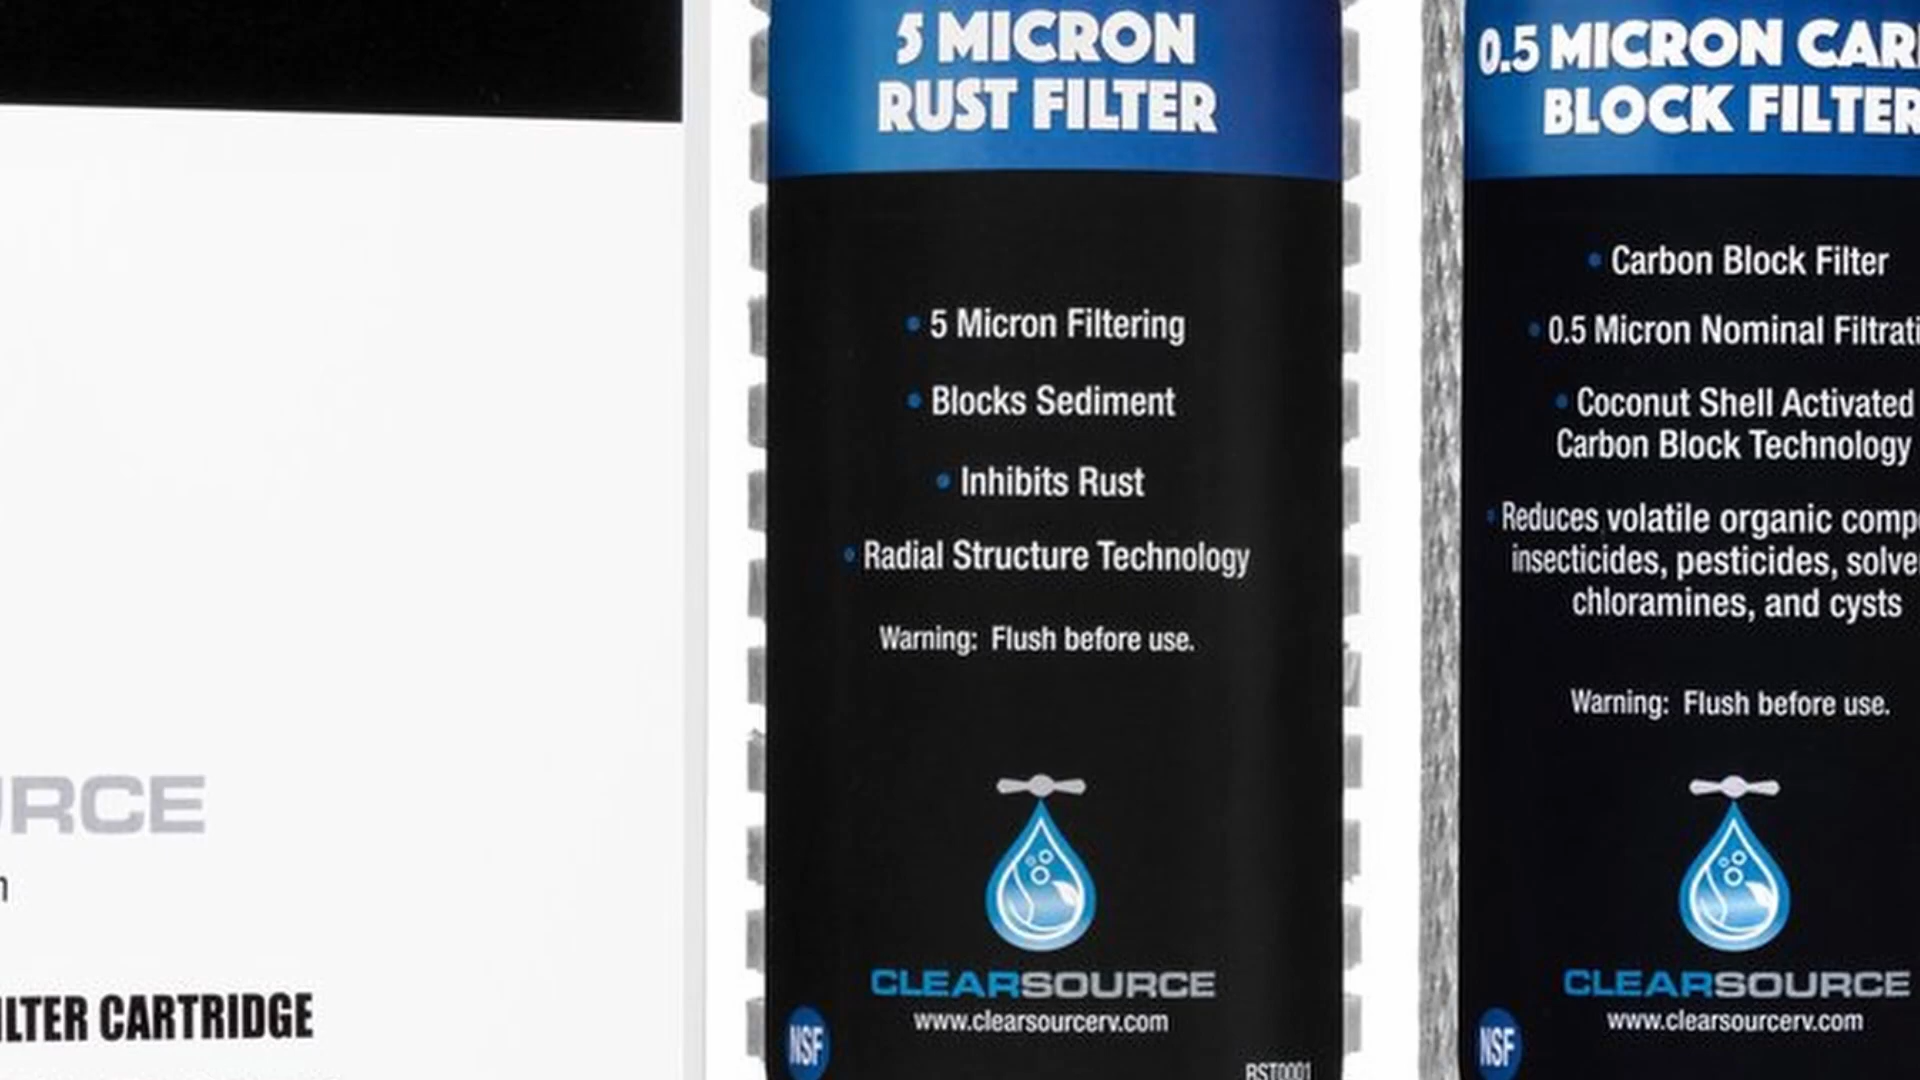 RCE
ILTER CARTRIDGE
5 MICRON
RUST FILTER
5 Micron Filtering
Blocks Sediment
Inhibits Rust
Radial Structure Technology
Warning: Flush before use.
CLEARSOURCE
www.clearsourcerv.com
NSF
RST0001
0.5 MICRON CAR
BLOCK FILTER
Carbon Block Filter
0.5 Micron Nominal Filtrati
Coconut Shell Activated
Carbon Block Technology
Reduces volatile organic comp
insecticides, pesticides, solve
chloramines, and cysts
Warning: Flush before use.
CLEARSOURCE
www.clearsourcerv.com
NSF